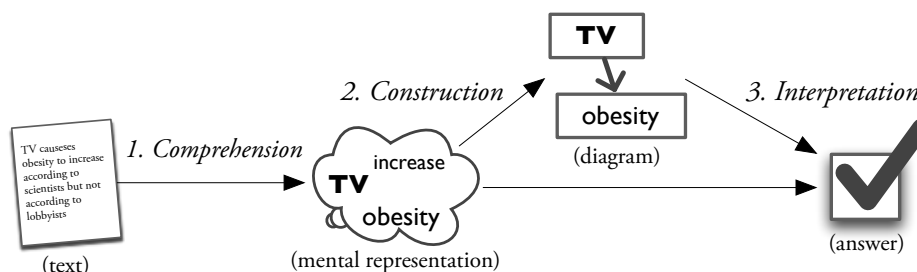 TV causeses
obesity to increase
according to
scientists but not
according to
lobbyists
(text)
1. Comprehension
TV
increase
obesity
(mental representation)
2. Construction
TV
obesity
(diagram)
3. Interpretation
(answer)